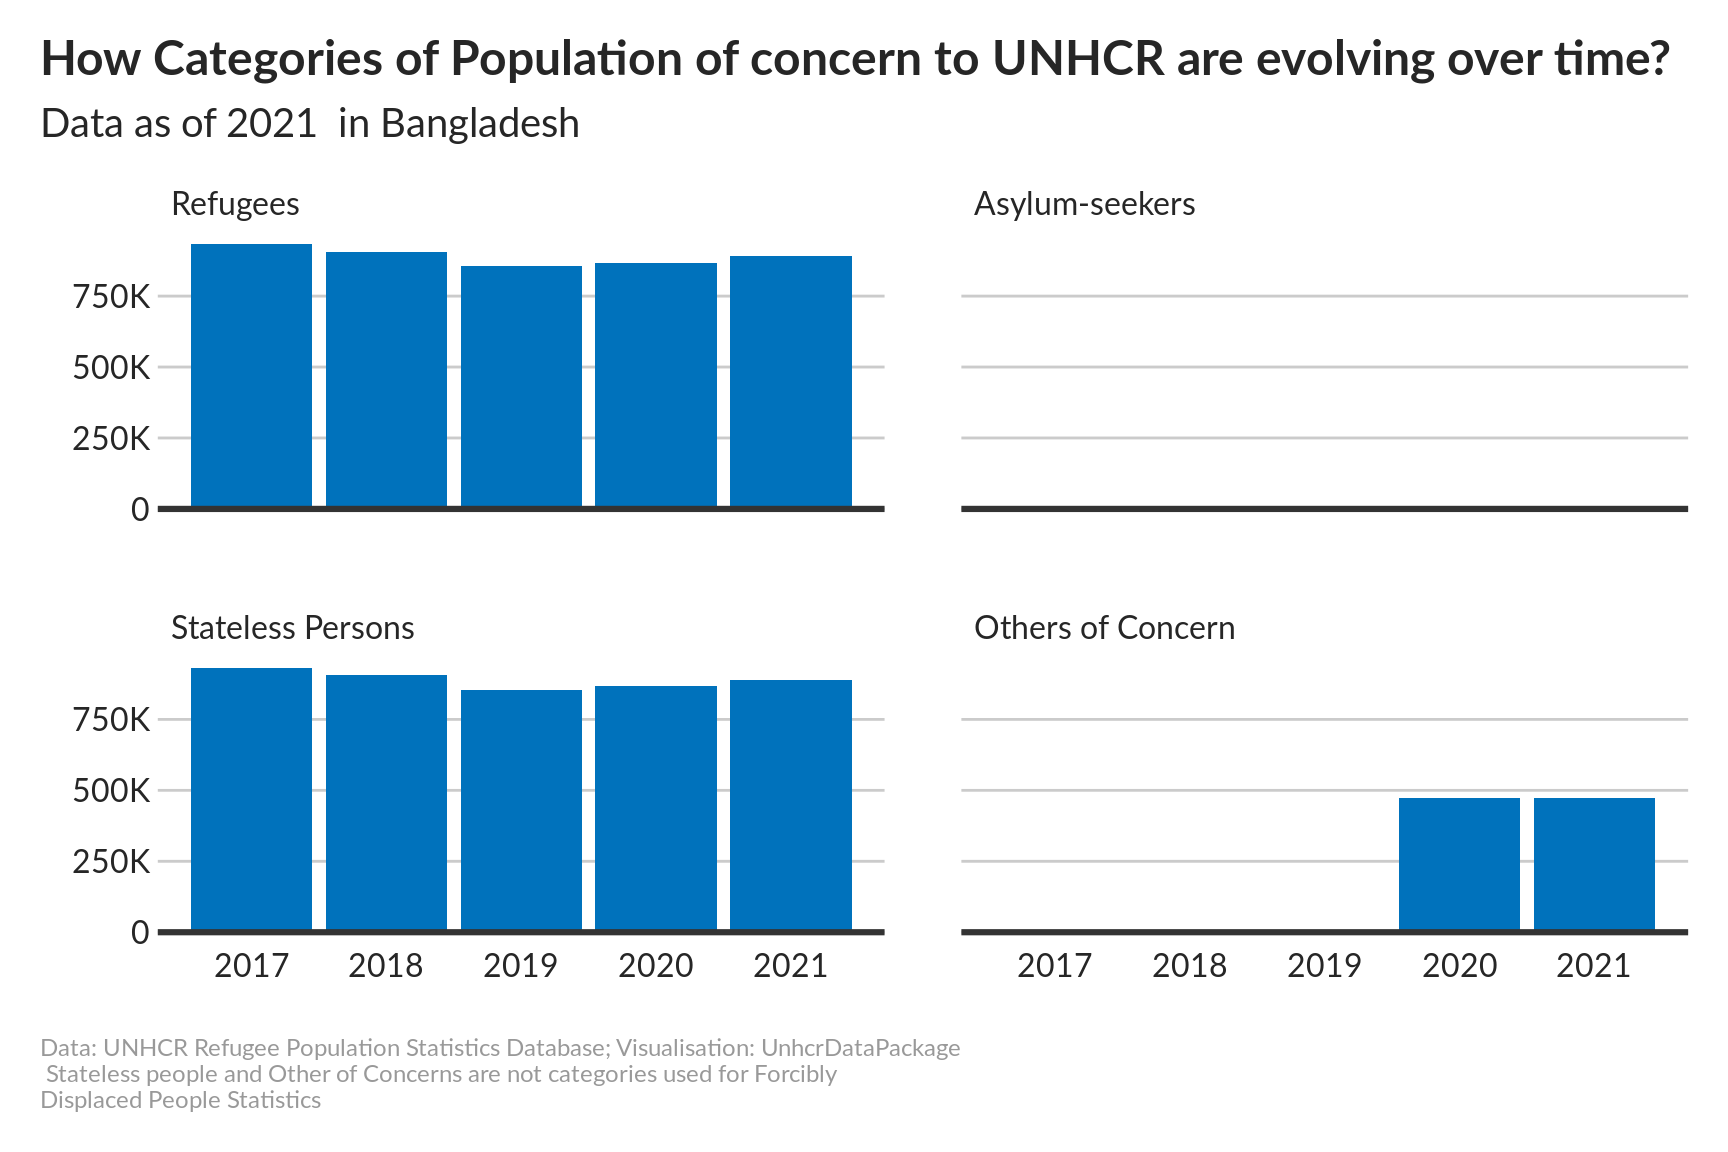 How Categories of Population of concern to UNHCR are evolving over time?
Data as of 2021  in Bangladesh
Refugees
Asylum-seekers
750K
500K
250K
0
Stateless Persons
Others of Concern
750K
500K
250K
0
2017 2018 2019 2020 2021
2017 2018 2019 2020 2021
Data: UNHCR Refugee Population Statistics Database; Visualisation: UnhcrDataPackage
Stateless people and Other of Concerns are not categories used for Forcibly
Displaced People Statistics